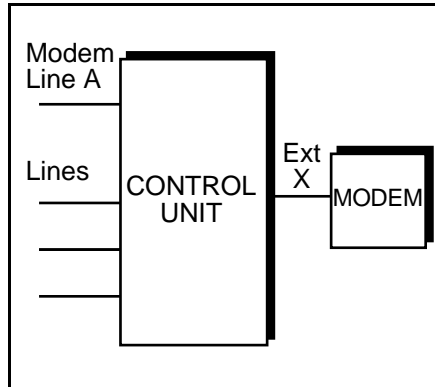 Modem
Line A
Lines
CONTROL
UNIT
Ext
X
MODEM